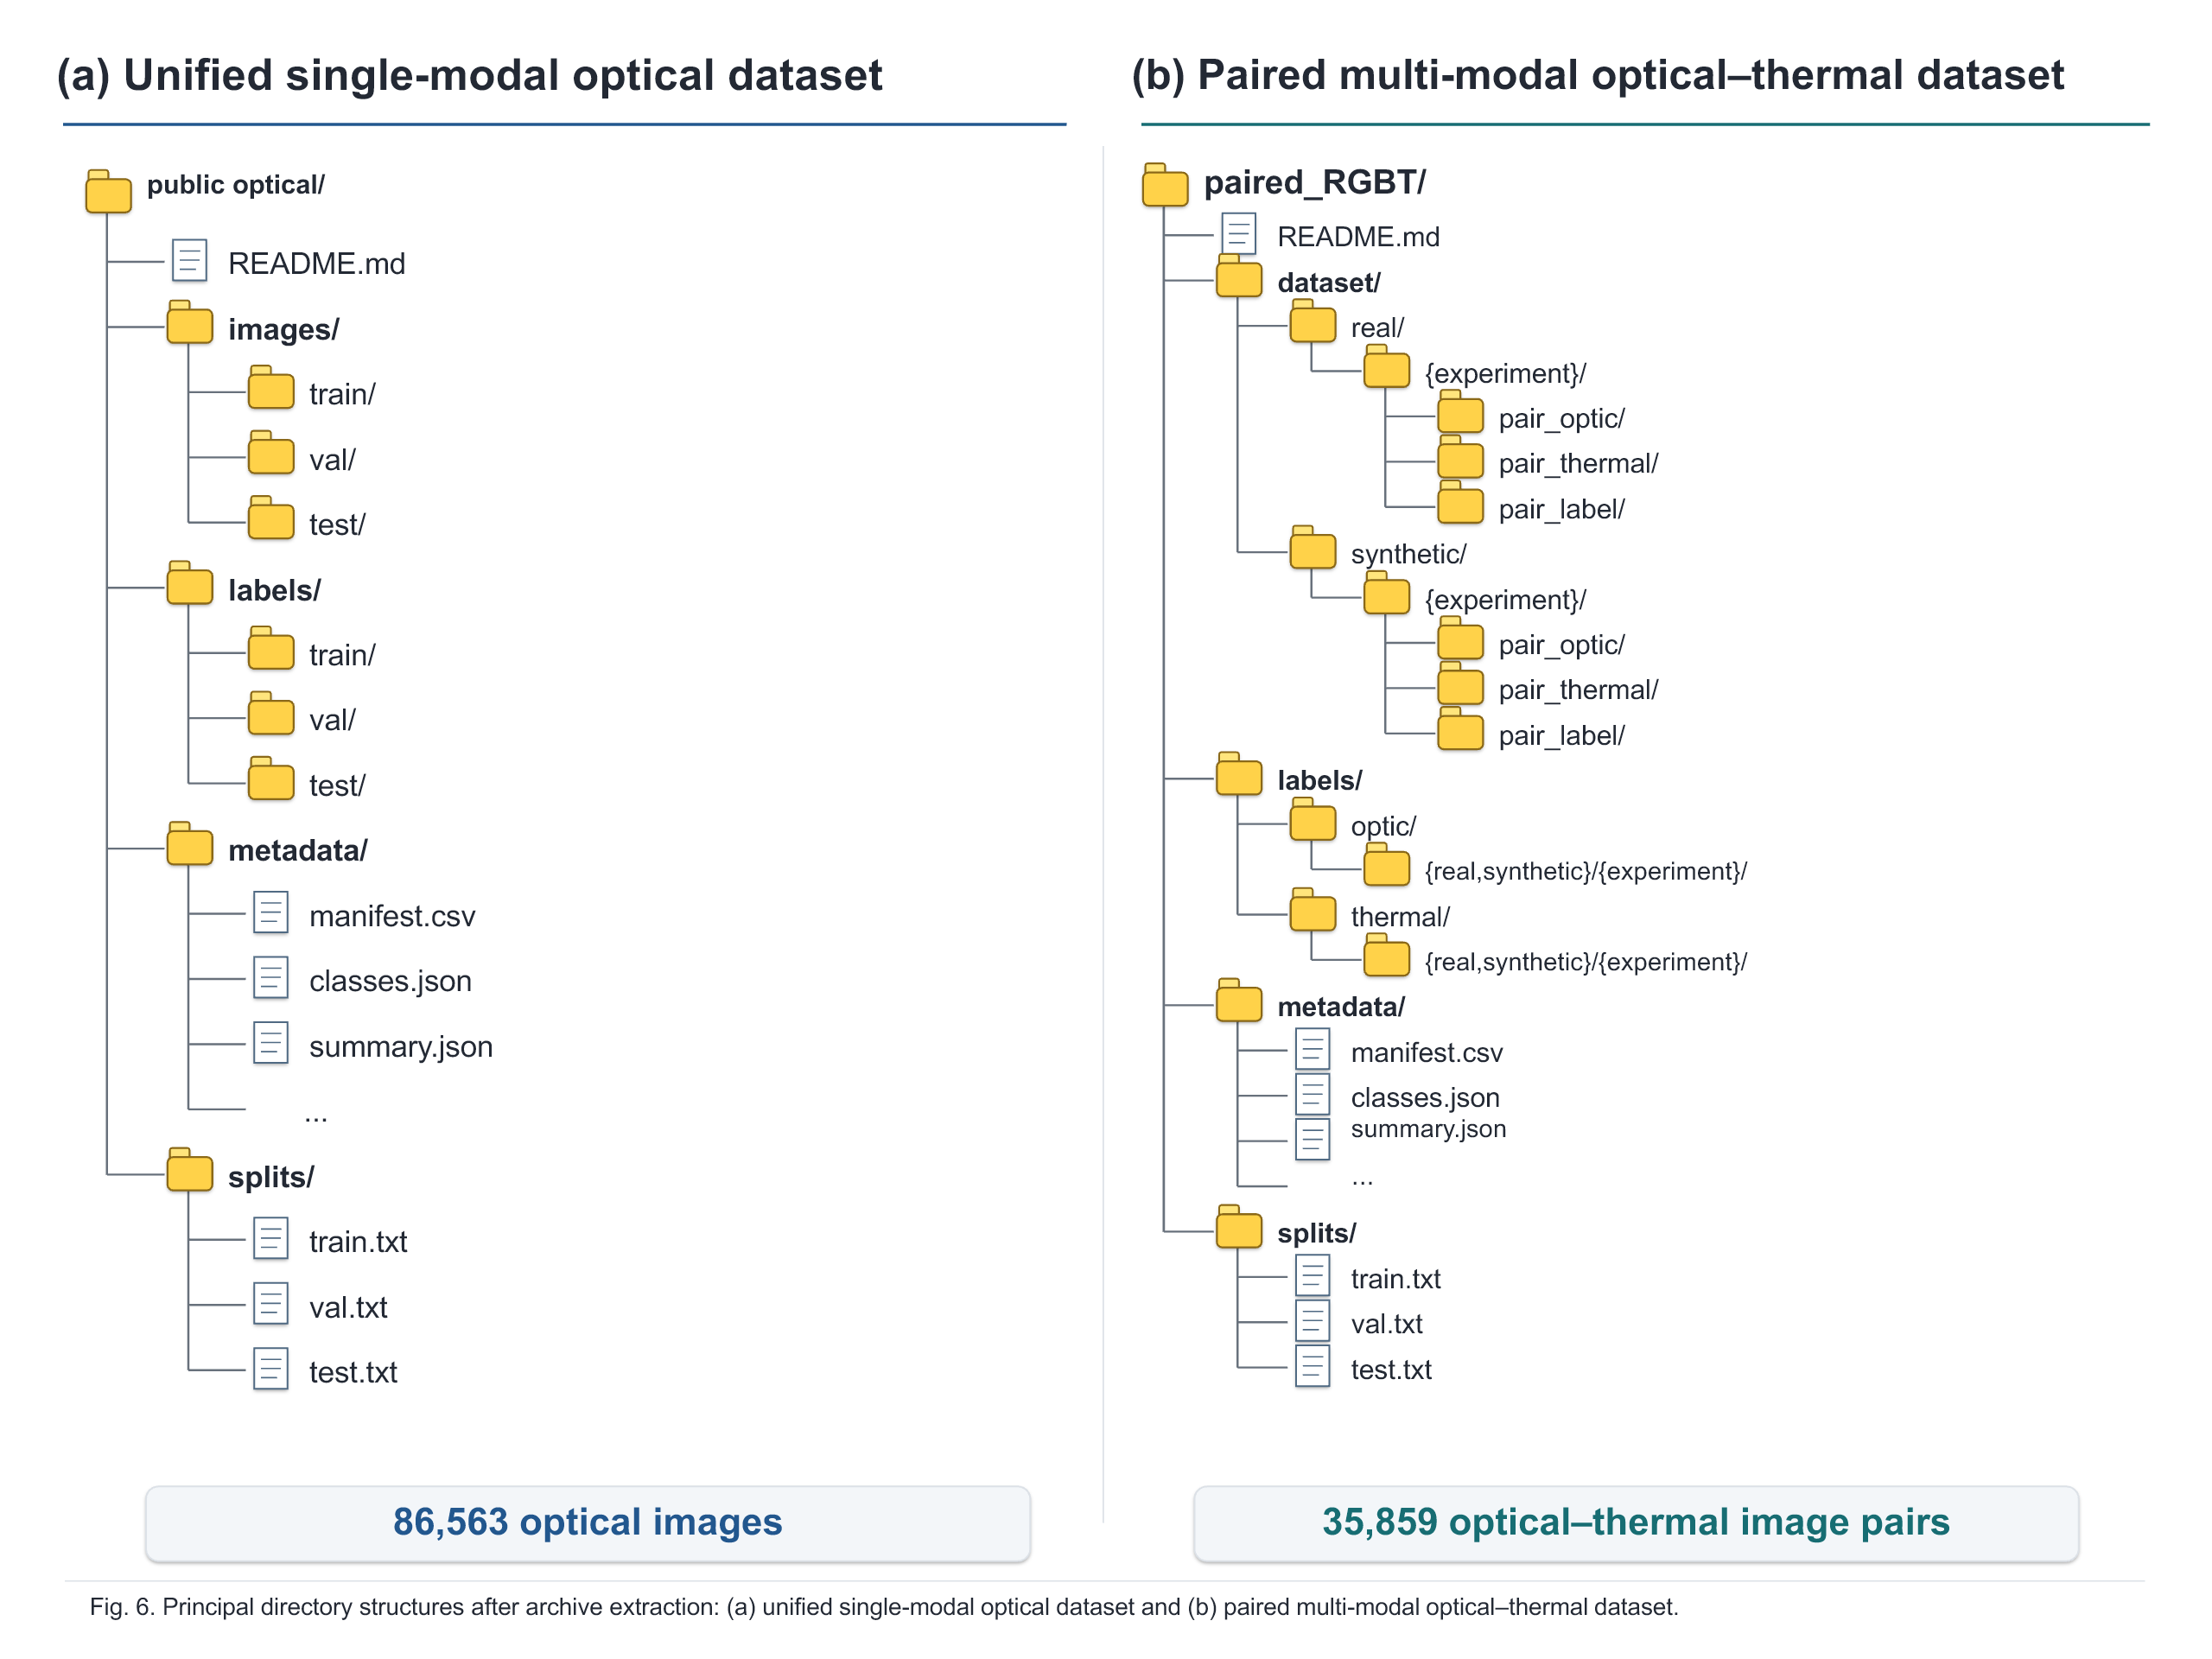 (a) Unified single-modal optical dataset
public optical/
README.md
images/
train/
val/
test/
labels/
train/
val/
test/
metadata/
manifest.csv
classes.json
summary.json
...
splits/
train.txt
val.txt
test.txt
86,563 optical images
(b) Paired multi-modal optical–thermal dataset
paired_RGBT/
README.md
dataset/
real/
{experiment}/
pair_optic/
pair_thermal/
pair_label/
synthetic/
{experiment}/
pair_optic/
pair_thermal/
pair_label/
labels/
optic/
{real,synthetic}/{experiment}/
thermal/
{real,synthetic}/{experiment}/
metadata/
manifest.csv
classes.json
summary.json
...
splits/
train.txt
val.txt
test.txt
35,859 optical–thermal image pairs
Fig. 6. Principal directory structures after archive extraction: (a) unified single-modal optical dataset and (b) paired multi-modal optical–thermal dataset.